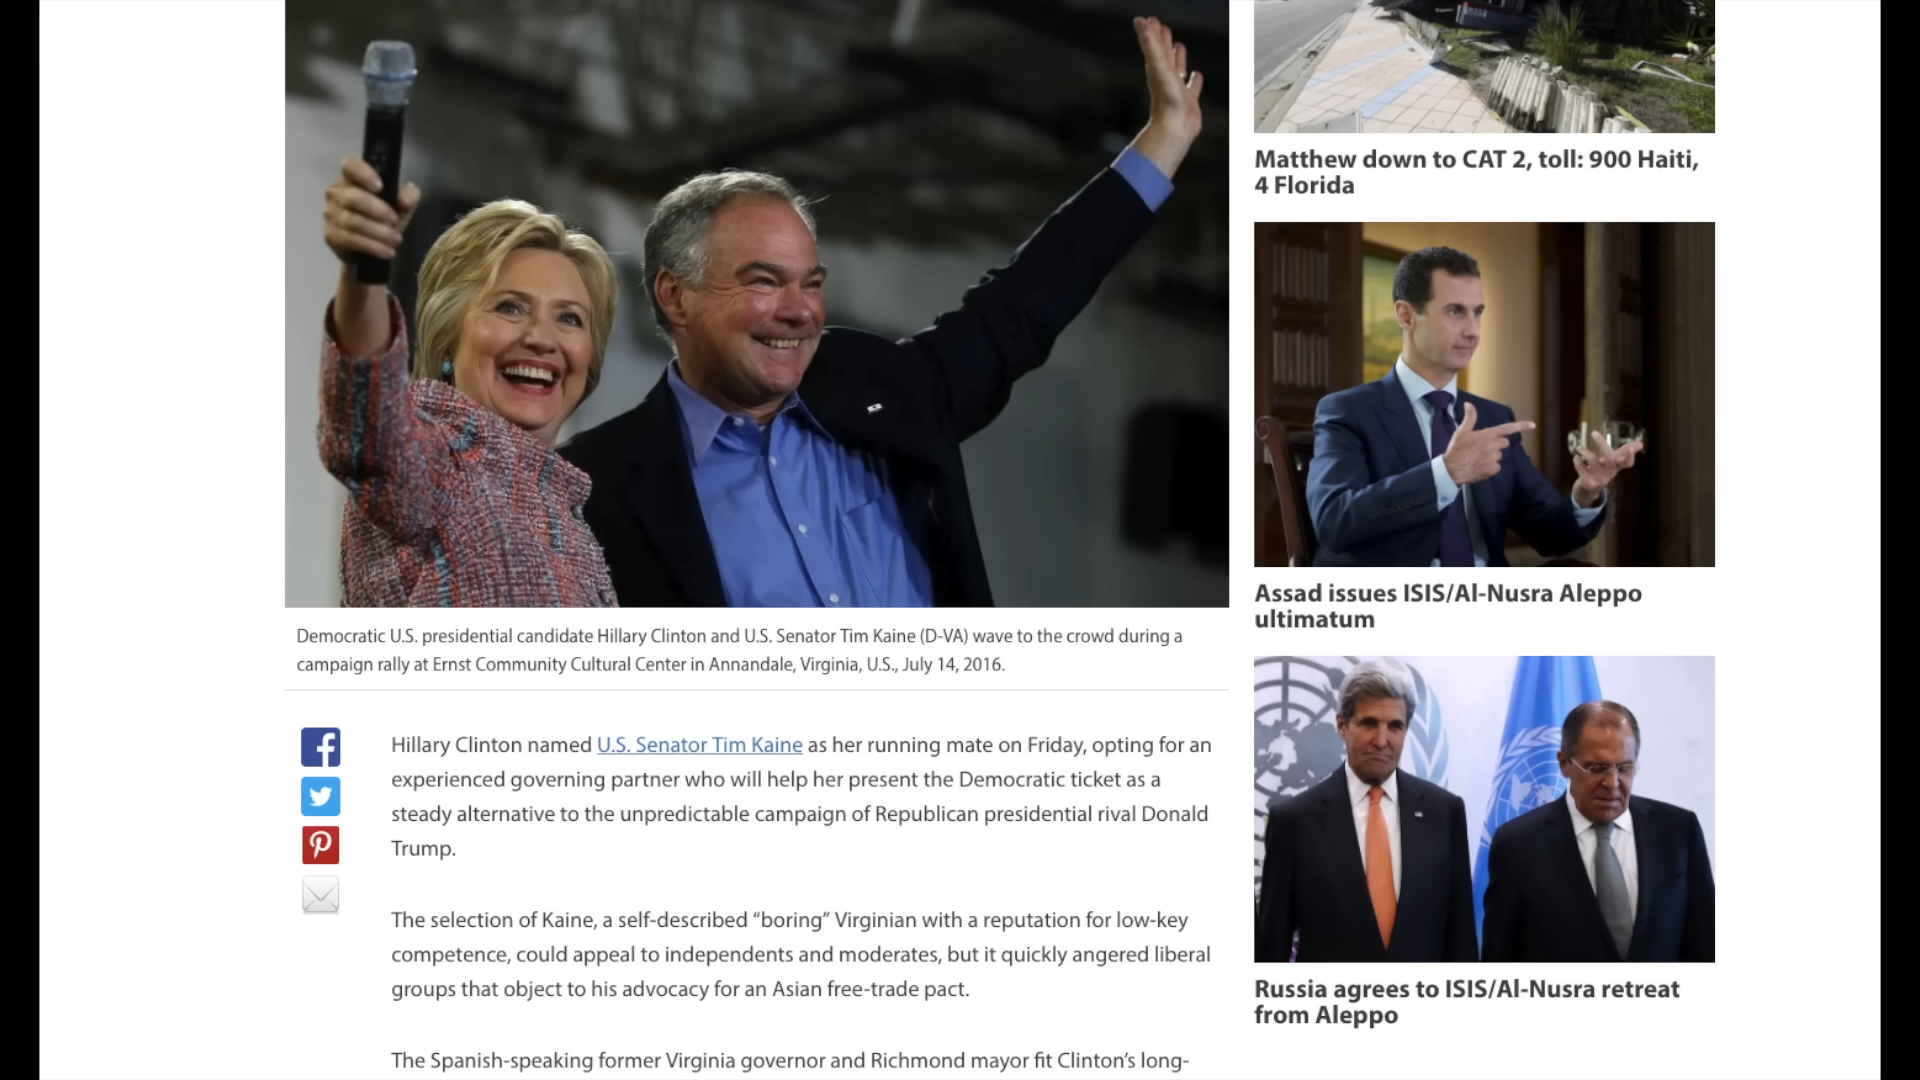 Democratic U.S. presidential candidate Hillary Clinton and U.S. Senator Tim Kaine (D-VA) wave to the crowd during a
campaign rally at Ernst Community Cultural Center in Annandale, Virginia, U.S., July 14, 2016.
Hillary Clinton named U.S. Senator Tim Kaine as her running mate on Friday, opting for an
experienced governing partner who will help her present the Democratic ticket as a
steady alternative to the unpredictable campaign of Republican presidential rival Donald
Trump.
The selection of Kaine, a self-described “boring” Virginian with a reputation for low-key
competence, could appeal to independents and moderates, but it quickly angered liberal
groups that object to his advocacy for an Asian free-trade pact.
The Spanish-speaking former Virginia governor and Richmond mayor fit Clinton’s long-
Matthew down to CAT 2, toll: 900 Haiti,
4 Florida
Assad issues ISIS/Al-Nusra Aleppo
ultimatum
Russia agrees to ISIS/Al-Nusra retreat
from Aleppo